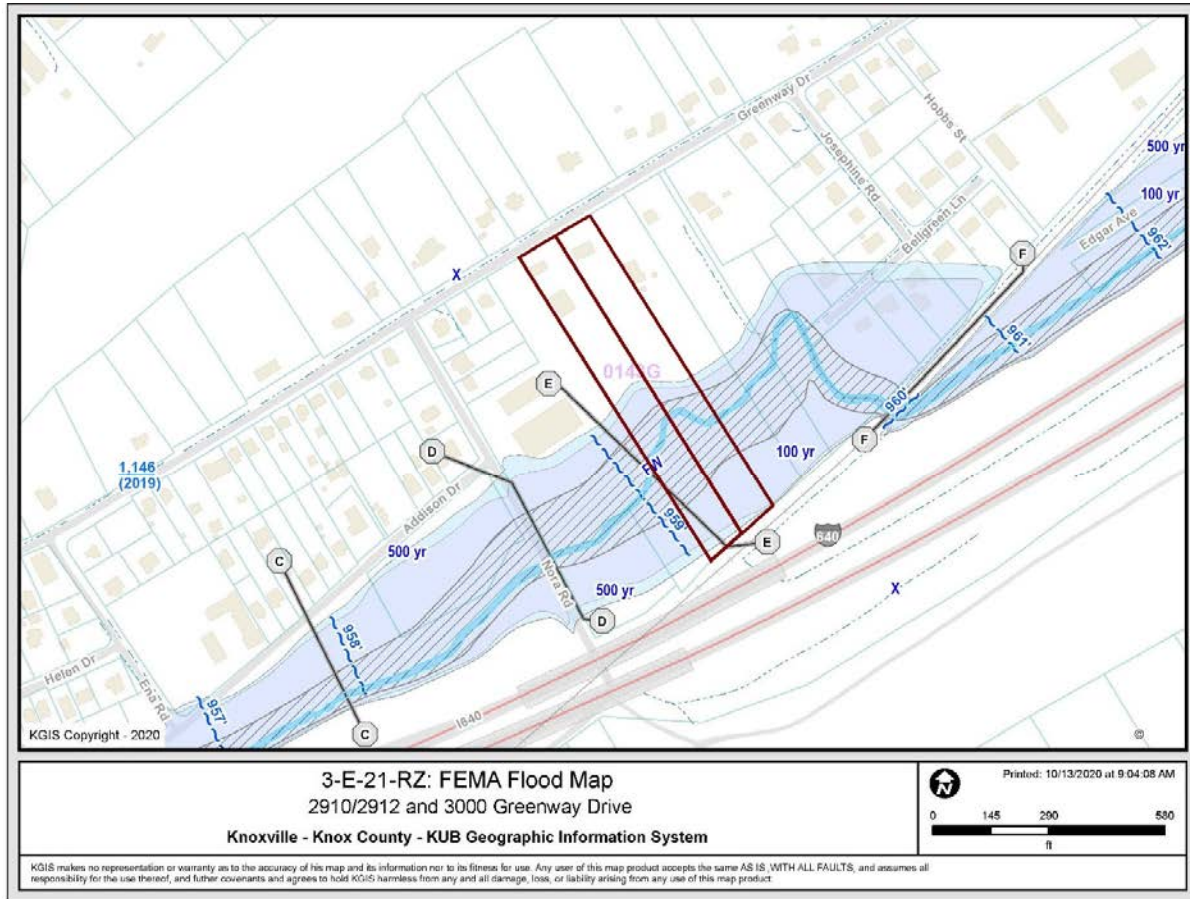 Greenway Dr
Hobbs St
Josephine Rd
Bellgreen Ln
500 yr
100 yr
Edgar Ave
962'
X
F
961'
E
960'
F
D
100 yr
1,146
(2019)
Addison Dr
959'
640
E
C
500 yr
500 yr
X
Nora Rd
D
958'
Helen Dr
Ena Rd
957'
I640
C
KGIS Copyright - 2020
©
3-E-21-RZ: FEMA Flood Map
2910/2912 and 3000 Greenway Drive
Knoxville - Knox County - KUB Geographic Information System
N
Printed: 10/13/2020 at 9:04:08 AM
0 145 290 580
ft
KGIS makes no representation or warranty as to the accuracy of his map and its information nor to its fitness for use. Any user of this map product accepts the same AS IS ,WITH ALL FAULTS, and assumes all
responsibility for the use thereof, and futher covenants and agrees to hold KGIS harmless from any and all damage, loss, or liability arising from any use of this map product.